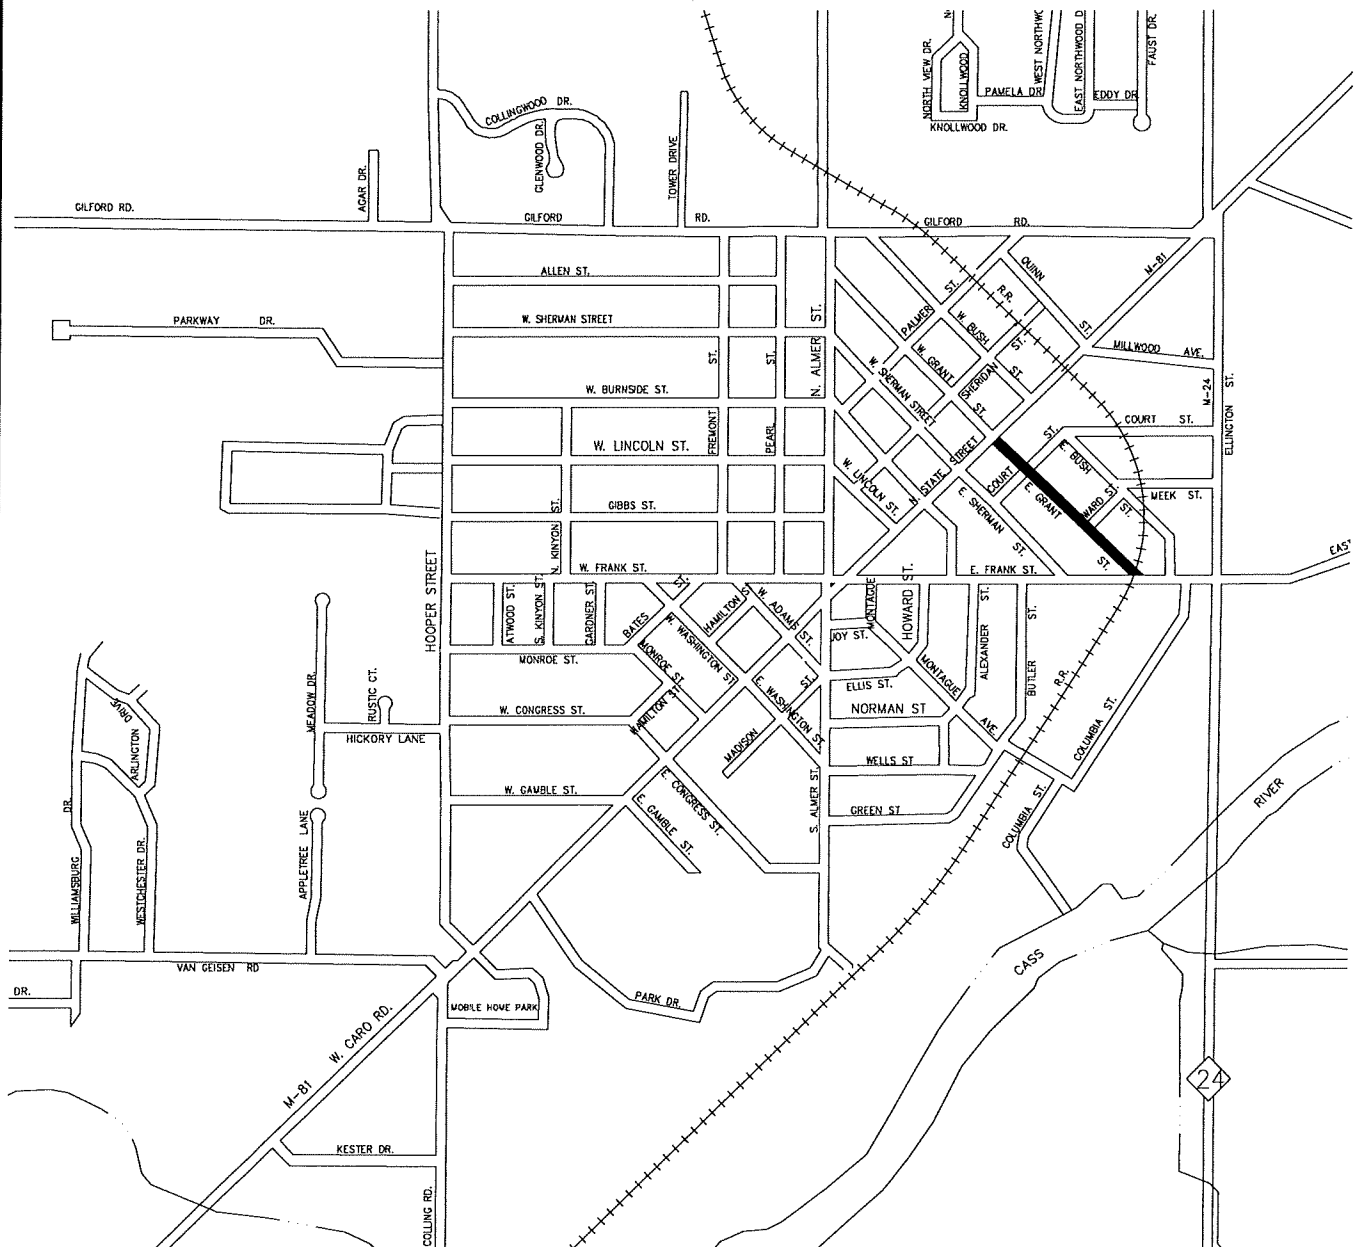 N
NORTH VIEW DR.
KNOLLWOOD
PAMELA DR.
WEST NORTHWO
EAST NORTHWOOD D
EDDY DR
FAUST DR.
KNOLLWOOD DR.
COLLINGWOOD DR.
GLENWOOD DR.
TOWER DRIVE
AGAR DR.
GILFORD RD.
GILFORD RD.
GILFORD RD.
ALLEN ST.
QUINN ST.
M-81
R.R.
PALMER ST.
W. BUSH ST.
W. SHERMAN STREET
PARKWAY DR.
N. ALMER ST.
W. GRANT ST.
SHERIDAN ST.
MILLWOOD AVE.
W. SHERMAN STREET
W. BURNSIDE ST.
FREMONT ST.
PEARL ST.
M-24
ELLINGTON ST.
COURT ST.
W. LINCOLN ST.
N. STATE STREET
COURT ST.
E. BUSH ST.
W. LINCOLN ST.
E. GRANT ST.
WARD ST.
MEEK ST.
E. SHERMAN ST.
GIBBS ST.
N. KINYON ST.
HOOPER STREET
W. FRANK ST.
E. FRANK ST.
EAST
ATWOOD ST.
S. KINYON ST.
GARDNER ST.
BATES ST.
HAMILTON S
W. ADAMS ST.
MONTAGUE
HOWARD ST.
ALEXANDER ST.
BUTLER ST.
W. WASHINGTON ST
JOY ST.
MONROE ST.
MONROE ST.
MONTAGUE AVE.
E. WASHINGTON ST.
ELLIS ST.
R.R.
COLUMBIA ST.
NORMAN ST
W. CONGRESS ST.
HAMILTON ST
MADISON ST.
WELLS ST
MEADOW DR.
RUSTIC CT.
HICKORY LANE
ARLINGTON DRIVE
W. GAMBLE ST.
E. CONGRESS ST.
E. GAMBLE ST.
S. ALMER ST.
GREEN ST
COLUMBIA ST.
RIVER
CASS
WILLIAMSBURG DR.
WESTCHESTER DR.
APPLETREE LANE
VAN GEISEN RD
DR.
MOBILE HOME PARK
PARK DR.
W. CARO RD.
M-81
24
KESTER DR.
COLLING RD.